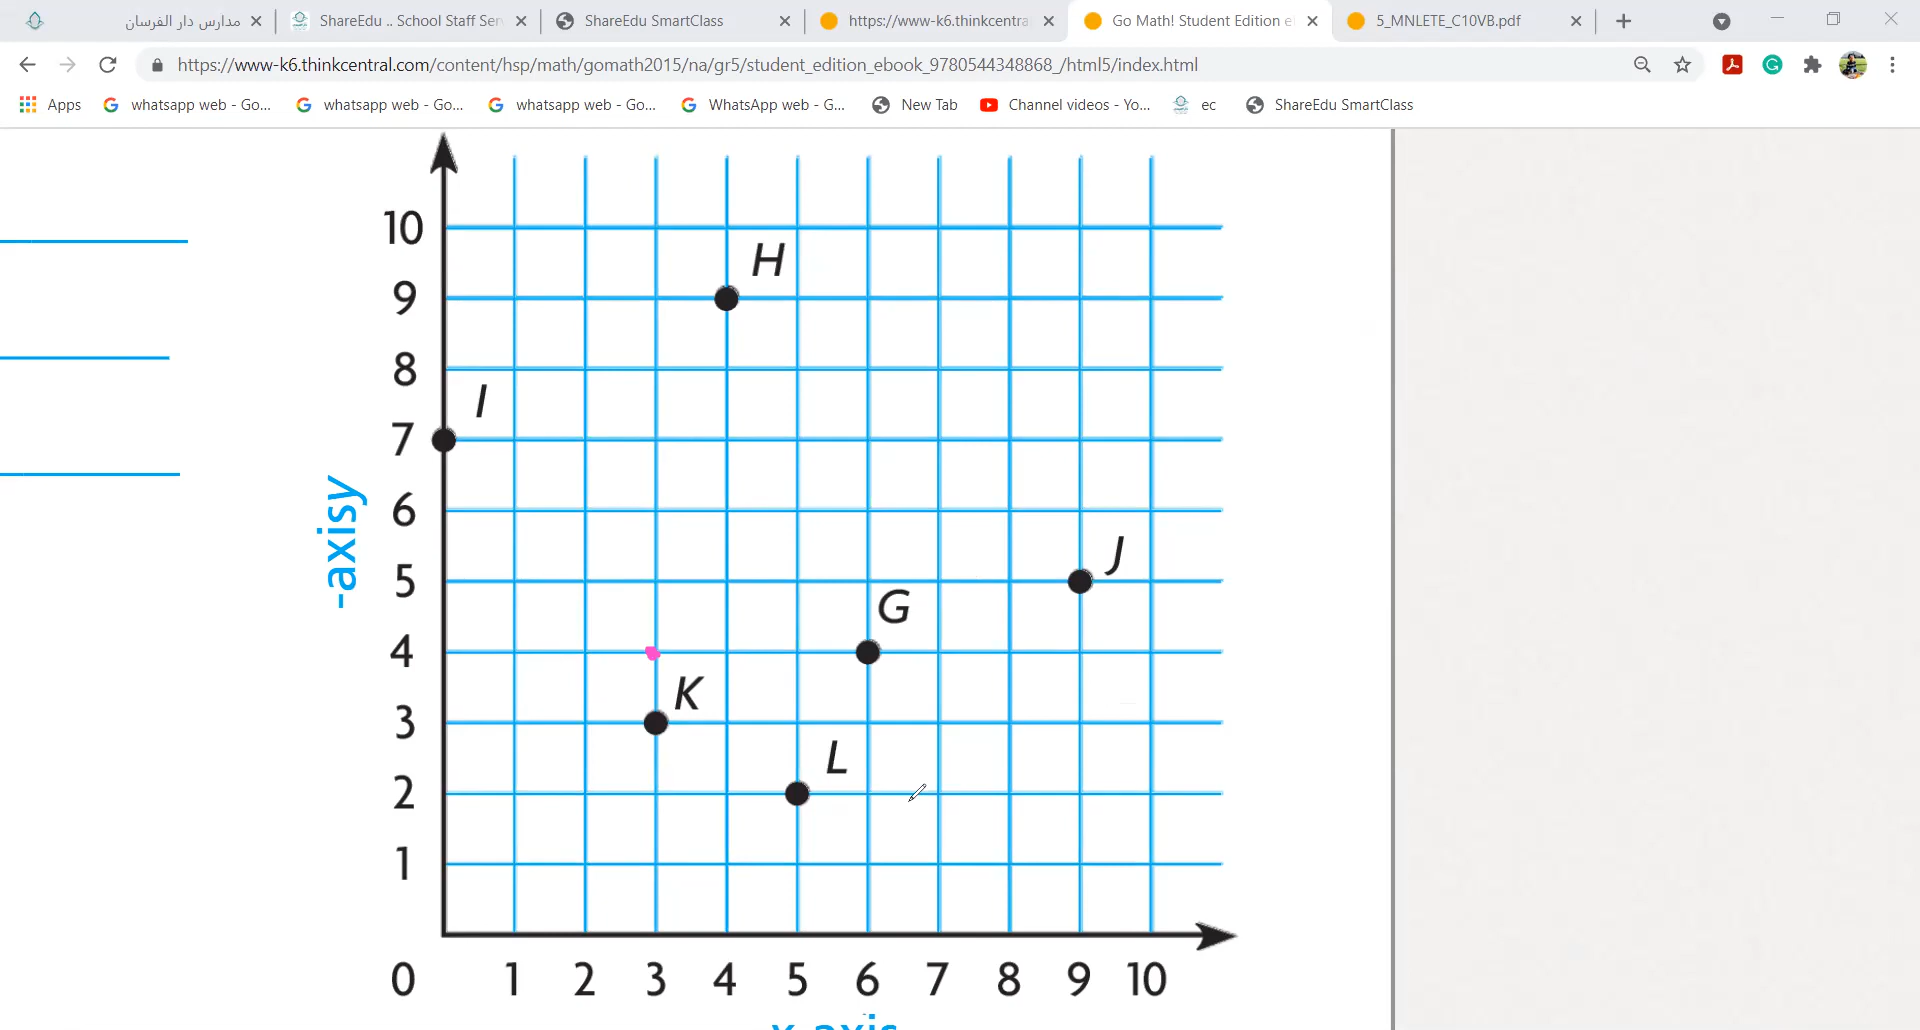 مدارس دار الفرسان
ShareEdu .. School Staff Ser
ShareEdu SmartClass
https://www-k6.thinkcentra
Go Math! Student Edition e
5_MNLETE_C10VB.pdf
https://www-k6.thinkcentral.com/content/hsp/math/gomath2015/na/gr5/student_edition_ebook_9780544348868_/html5/index.html
Apps
whatsapp web - Go...
whatsapp web - Go...
whatsapp web - Go...
WhatsApp web - G...
New Tab
Channel videos - Yo...
ec
ShareEdu SmartClass
10
H
9
8
I
7
6
-axisy
J
5
G
4
K
3
L
2
1
0 1 2 3 4 5 6 7 8 9 10
x-axis